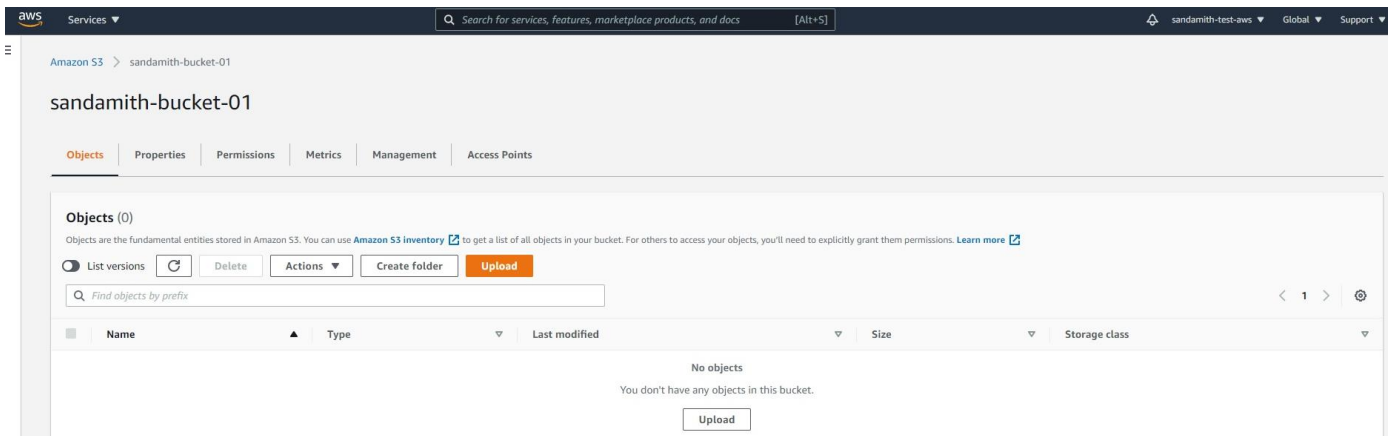 aws Services ▼ Search for services, features, marketplace products, and docs [Alt+S] sandamith-test-aws ▼ Global ▼ Support ▼
Amazon S3 > sandamith-bucket-01
sandamith-bucket-01
Objects Properties Permissions Metrics Management Access Points
Objects (0)
Objects are the fundamental entities stored in Amazon S3. You can use Amazon S3 inventory to get a list of all objects in your bucket. For others to access your objects, you'll need to explicitly grant them permissions. Learn more
List versions Delete Actions ▼ Create folder Upload
Find objects by prefix < 1 >
Name ▲ Type ▽ Last modified ▽ Size ▽ Storage class ▽
No objects
You don't have any objects in this bucket.
Upload